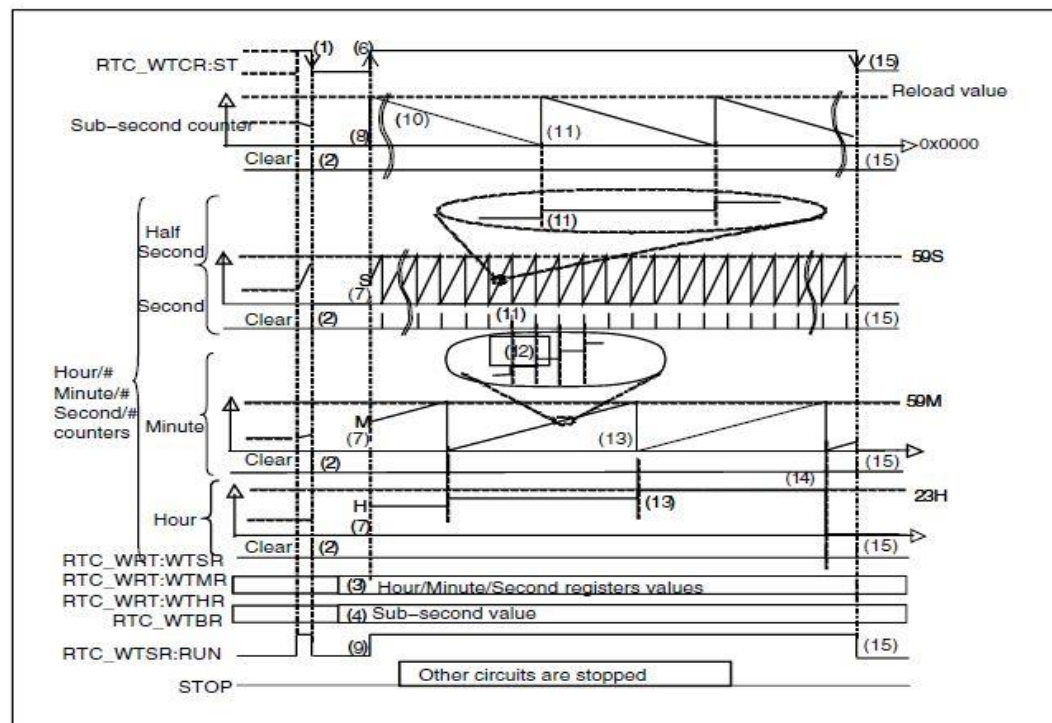 (1) (6)
RTC_WTCR:ST (15)
Reload value
Sub-second counter (10)
(8) (11) 0x0000
Clear (2) (15)
(11)
Half
Second
59S
S
Second (7)
(11)
Clear (2) (15)
(12)
Hour/#
Minute/#
Second/#
counters
59M
M
Minute (7) (13)
Clear (2) (15)
(14)
23H
H (13)
Hour (7)
Clear (2) (15)
RTC_WRT:WTSR
RTC_WRT:WTMR (3) Hour/Minute/Second registers values
RTC_WRT:WTHR
RTC_WTBR (4) Sub-second value
RTC_WTSR:RUN (9) (15)
Other circuits are stopped
STOP